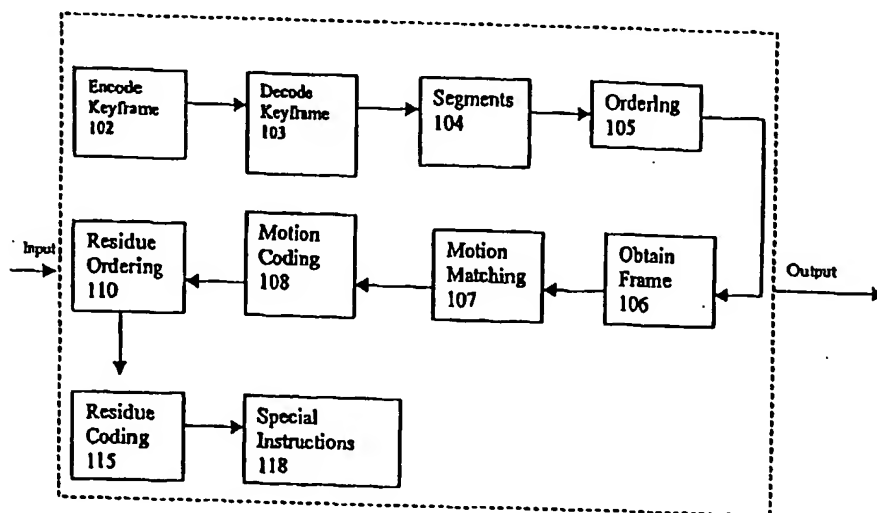 Encode
Keyframe
102
Decode
Keyframe
103
Segments
104
Ordering
105
Input
Residue
Ordering
110
Motion
Coding
108
Motion
Matching
107
Obtain
Frame
106
Output
Residue
Coding
115
Special
Instructions
118